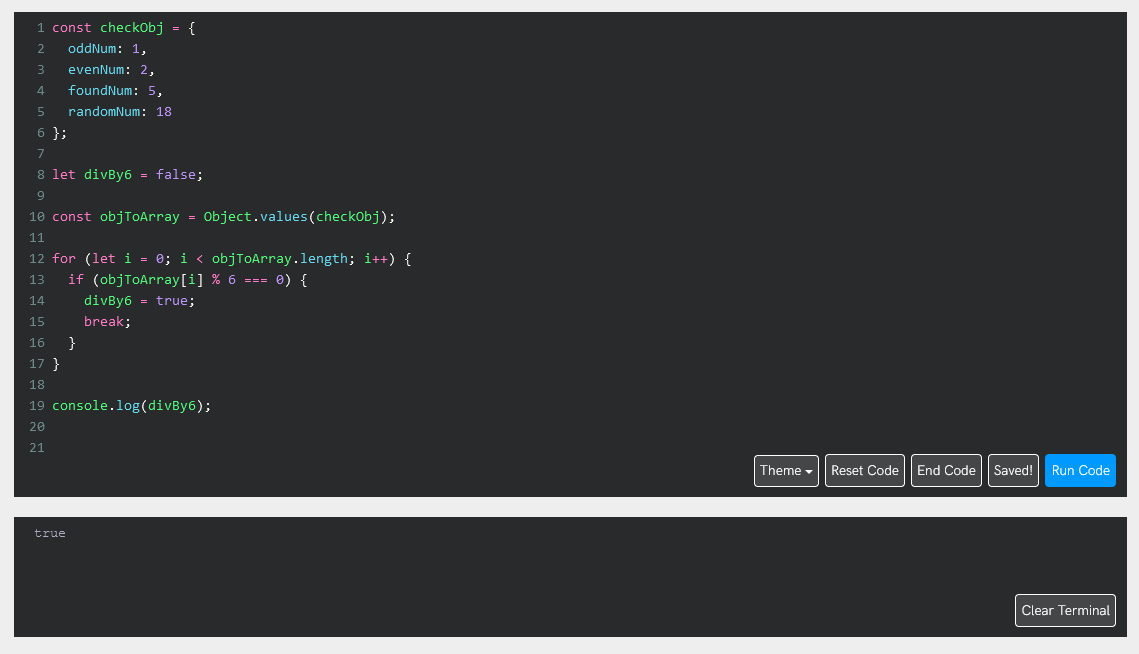 1 const checkObj = {
2   oddNum: 1,
3   evenNum: 2,
4   foundNum: 5,
5   randomNum: 18
6 };
7
8 let divBy6 = false;
9
10 const objToArray = Object.values(checkObj);
11
12 for (let i = 0; i < objToArray.length; i++) {
13   if (objToArray[i] % 6 === 0) {
14     divBy6 = true;
15     break;
16   }
17 }
18
19 console.log(divBy6);
20
21
Theme Reset Code End Code Saved! Run Code
true
Clear Terminal